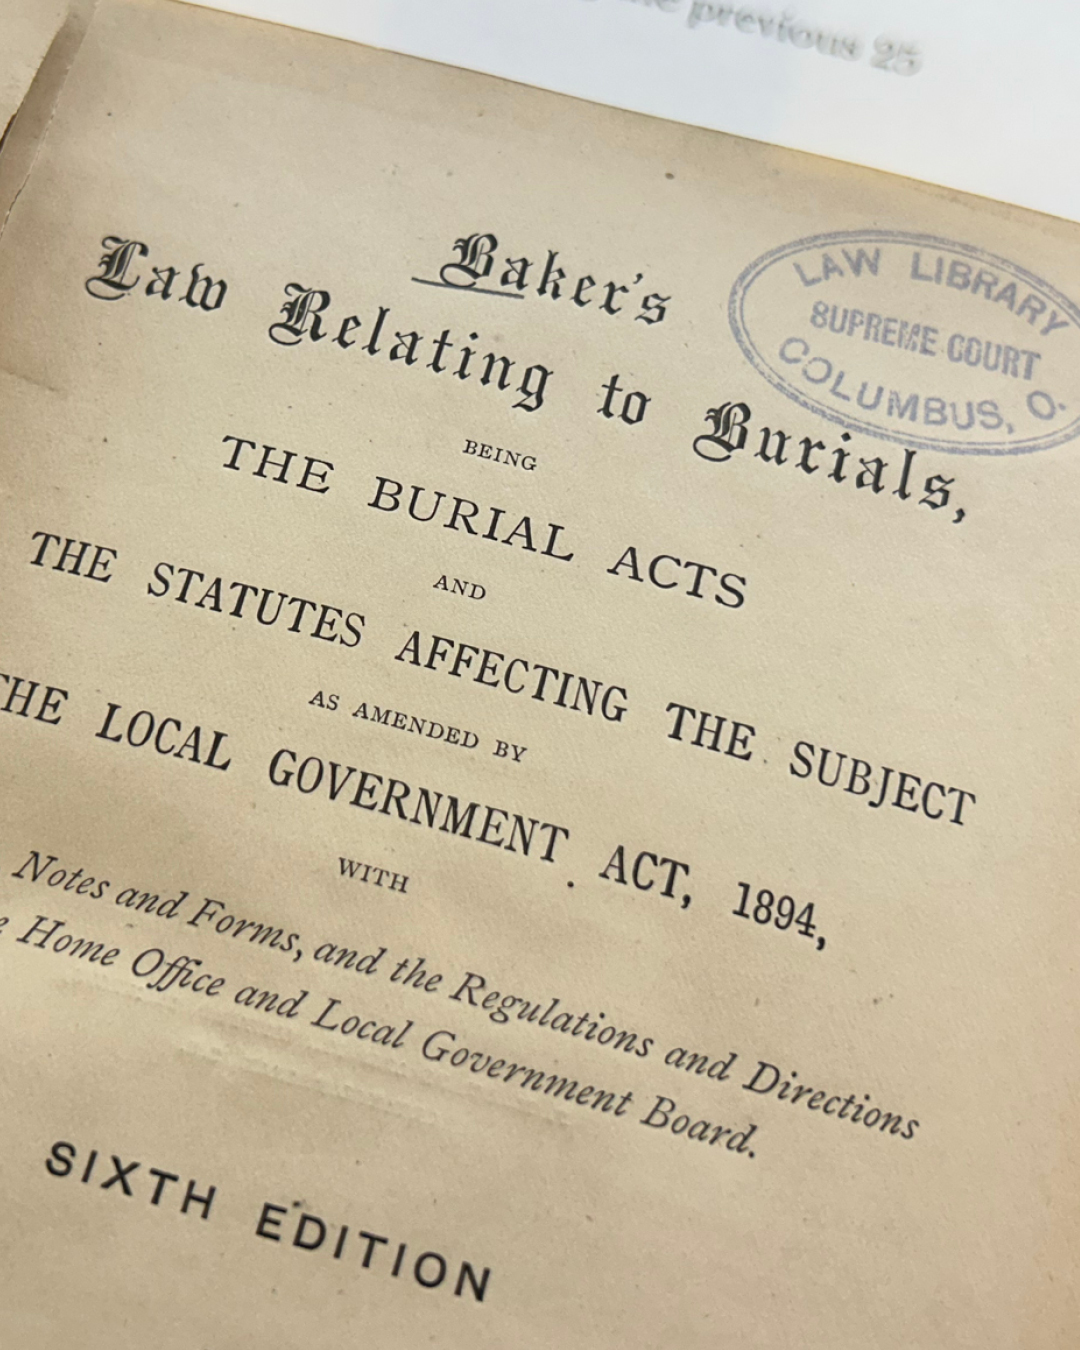 previous 25
Baker's
Law Relating to Burials,
BEING
THE BURIAL ACTS
AND
THE STATUTES AFFECTING THE SUBJECT
AS AMENDED BY
THE LOCAL GOVERNMENT ACT, 1894,
WITH
Notes and Forms, and the Regulations and Directions
Home Office and Local Government Board.
SIXTH EDITION
LAW LIBRARY
SUPREME COURT
COLUMBUS, O.